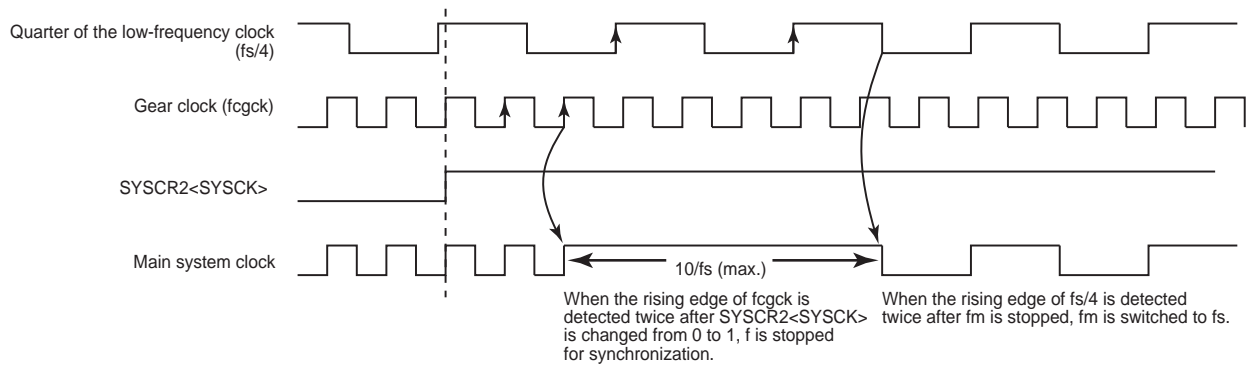 Quarter of the low-frequency clock
(fs/4)
Gear clock (fcgck)
SYSCR2<SYSCK>
Main system clock
10/fs (max.)
When the rising edge of fcgck is
detected twice after SYSCR2<SYSCK>
is changed from 0 to 1, f is stopped
for synchronization.
When the rising edge of fs/4 is detected
twice after fm is stopped, fm is switched to fs.